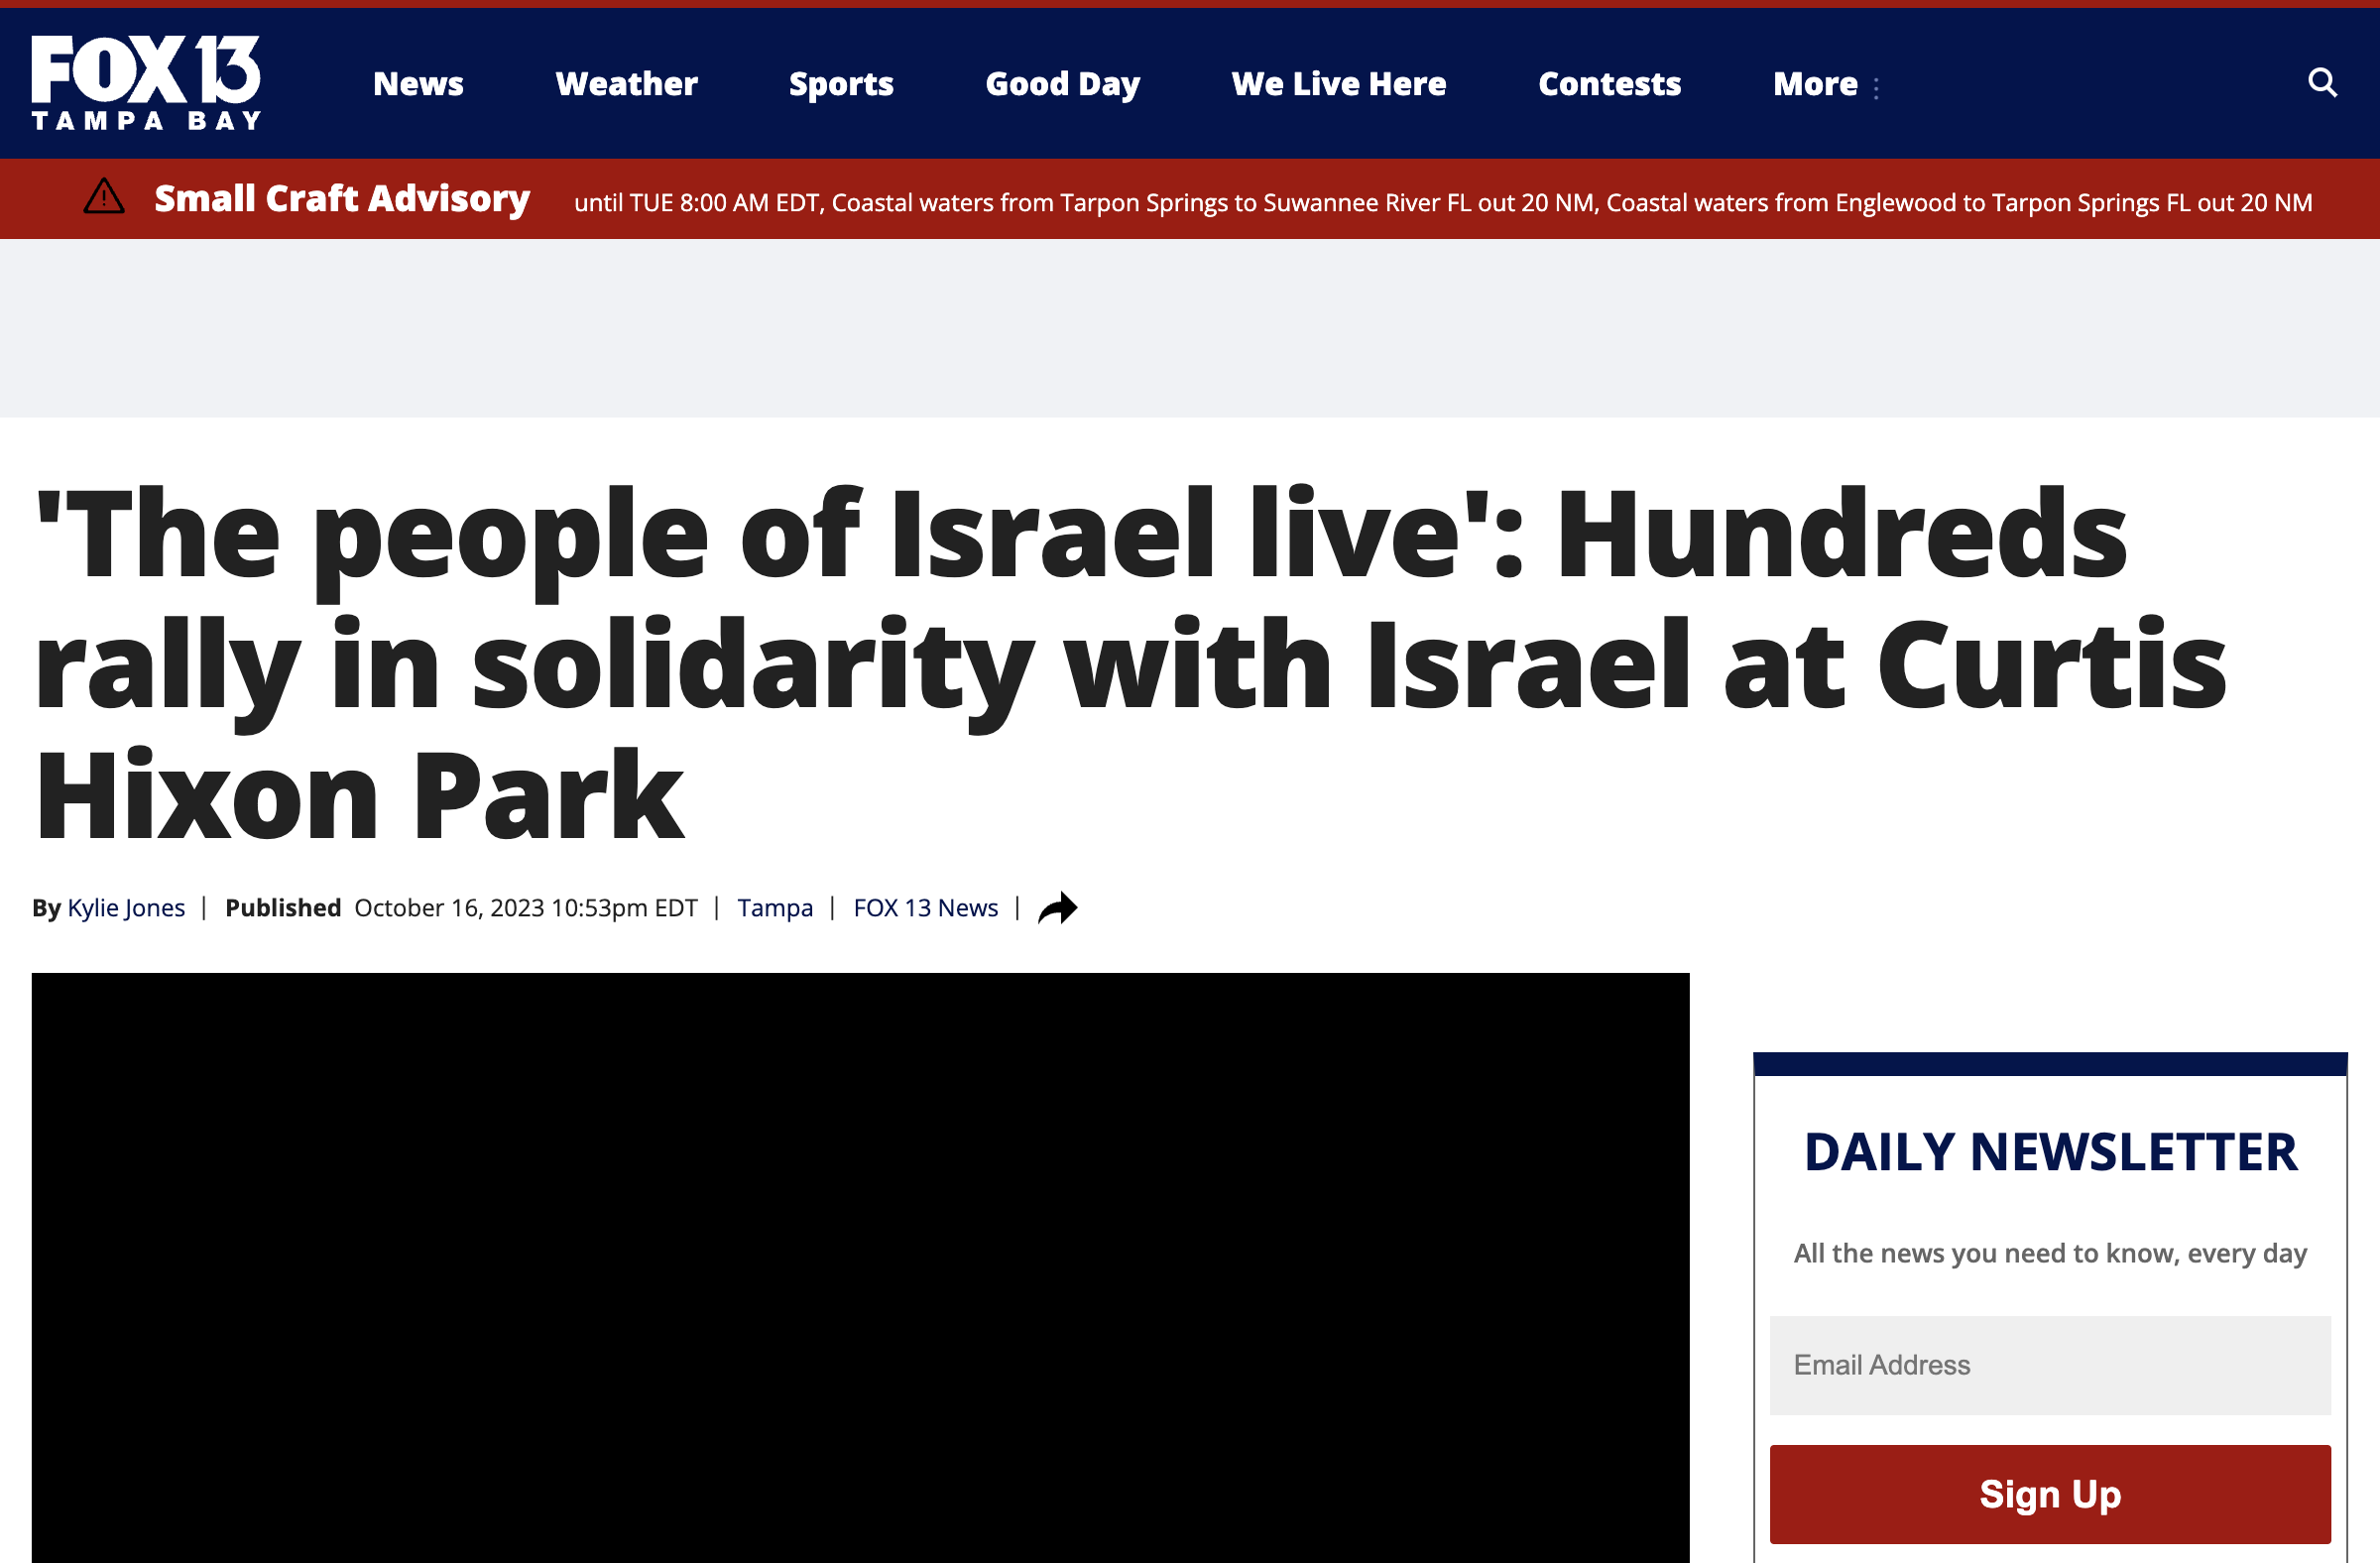 FOX 13
TAMPA BAY
News Weather Sports Good Day We Live Here Contests More
Small Craft Advisory until TUE 8:00 AM EDT, Coastal waters from Tarpon Springs to Suwannee River FL out 20 NM, Coastal waters from Englewood to Tarpon Springs FL out 20 NM
'The people of Israel live': Hundreds
rally in solidarity with Israel at Curtis
Hixon Park
By Kylie Jones | Published October 16, 2023 10:53pm EDT | Tampa | FOX 13 News |
DAILY NEWSLETTER
All the news you need to know, every day
Email Address
Sign Up